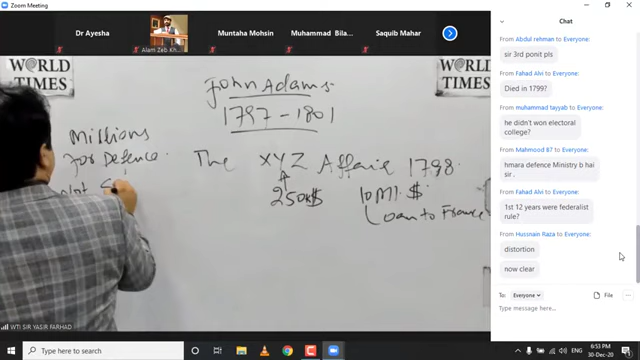 Zoom Meeting
Dr Ayesha
Alam Zeb Kh
Muntaha Mohsin
Muhammad Bila...
Saquib Mahar
W RLD
TIMES
W RLD
TIMES
John Adams
1797-1801
Millions
For Defence.
Not
The XYZ Affair 1798.
250k$
10Ml. $
Loan to France
WTI SIR YASIR FARHAD
Chat
From Abdul rehman to Everyone:
sir 3rd ponit pls
From Fahad Alvi to Everyone:
Died in 1799?
From muhammad tayyab to Everyone:
he didn't won electoral
college?
From Mahmood 87 to Everyone:
hmara defence Ministry b hai
sir .
From Fahad Alvi to Everyone:
1st 12 years were federalist
rule?
From Hussnain Raza to Everyone:
distortion
now clear
To: Everyone
File
...
Type message here...
Type here to search
ENG
6:53 PM
30-Dec-20